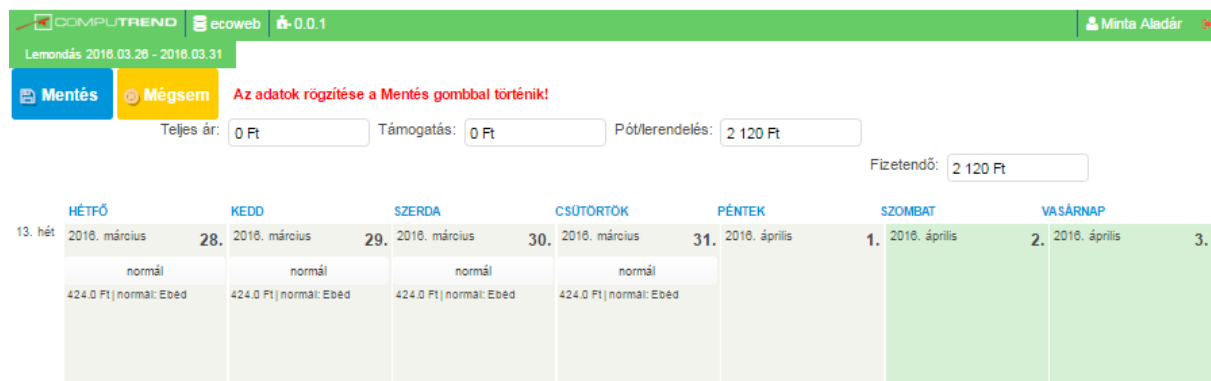 COMPUTREND ecoweb 0.0.1 Minta Aladár
Lemondás 2016.03.26 - 2016.03.31
Mentés Mégsem Az adatok rögzítése a Mentés gombbal történik!
Teljes ár: 0 Ft Támogatás: 0 Ft Pót/lerendelés: 2 120 Ft
Fizetendő: 2 120 Ft
HÉTFŐ KEDD SZERDA CSÜTÖRTÖK PÉNTEK SZOMBAT VASÁRNAP
13. hét 2016. március 28. 2016. március 29. 2016. március 30. 2016. március 31. 2016. április 1. 2016. április 2. 2016. április 3.
normál normál normál normál
424.0 Ft| normál: Ebéd 424.0 Ft| normál: Ebéd 424.0 Ft| normál: Ebéd 424.0 Ft| normál: Ebéd